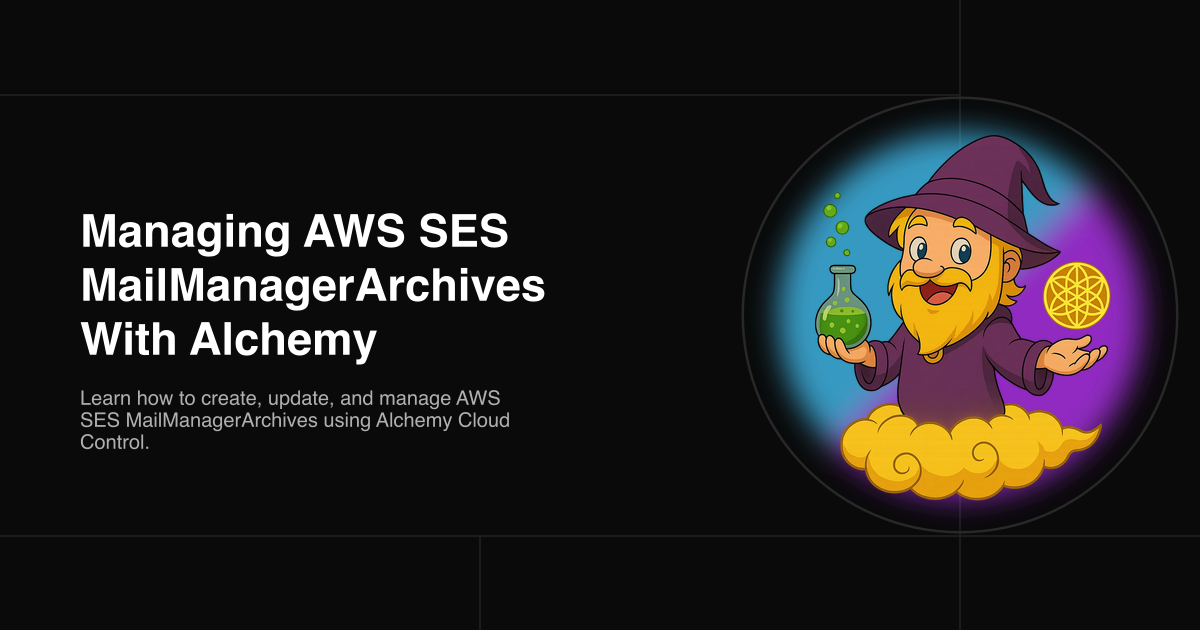 Managing AWS SES
MailManagerArchives
With Alchemy
Learn how to create, update, and manage AWS
SES MailManagerArchives using Alchemy Cloud
Control.